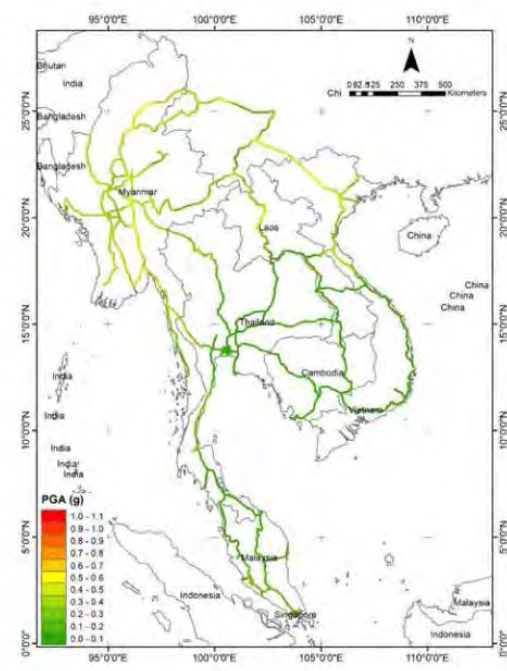 95°0'0"E 100°0'0"E 105°0'0"E 110°0'0"E
Bhutan
India
Chi 0 62.5125 250 375 500 Kilometers
N
25°0'0"N 25°0'0"N
Bangladesh
Bangladesh
Myanmar
20°0'0"N 20°0'0"N
Laos
China
China
China
China
15°0'0"N 15°0'0"N
Thailand
India
Cambodia
India
Vietnam
10°0'0"N 10°0'0"N
India
India
India
PGA (g)
1.0 - 1.1
0.9 - 1.0
0.8 - 0.9
0.7 - 0.8
0.6 - 0.7
0.5 - 0.6
0.4 - 0.5
0.3 - 0.4
0.2 - 0.3
0.1 - 0.2
0.0 - 0.1
5°0'0"N 5°0'0"N
Malaysia
Indonesia
Singapore
Malaysia
Indonesia
0°0'0" 0°0'0"
95°0'0"E 100°0'0"E 105°0'0"E 110°0'0"E